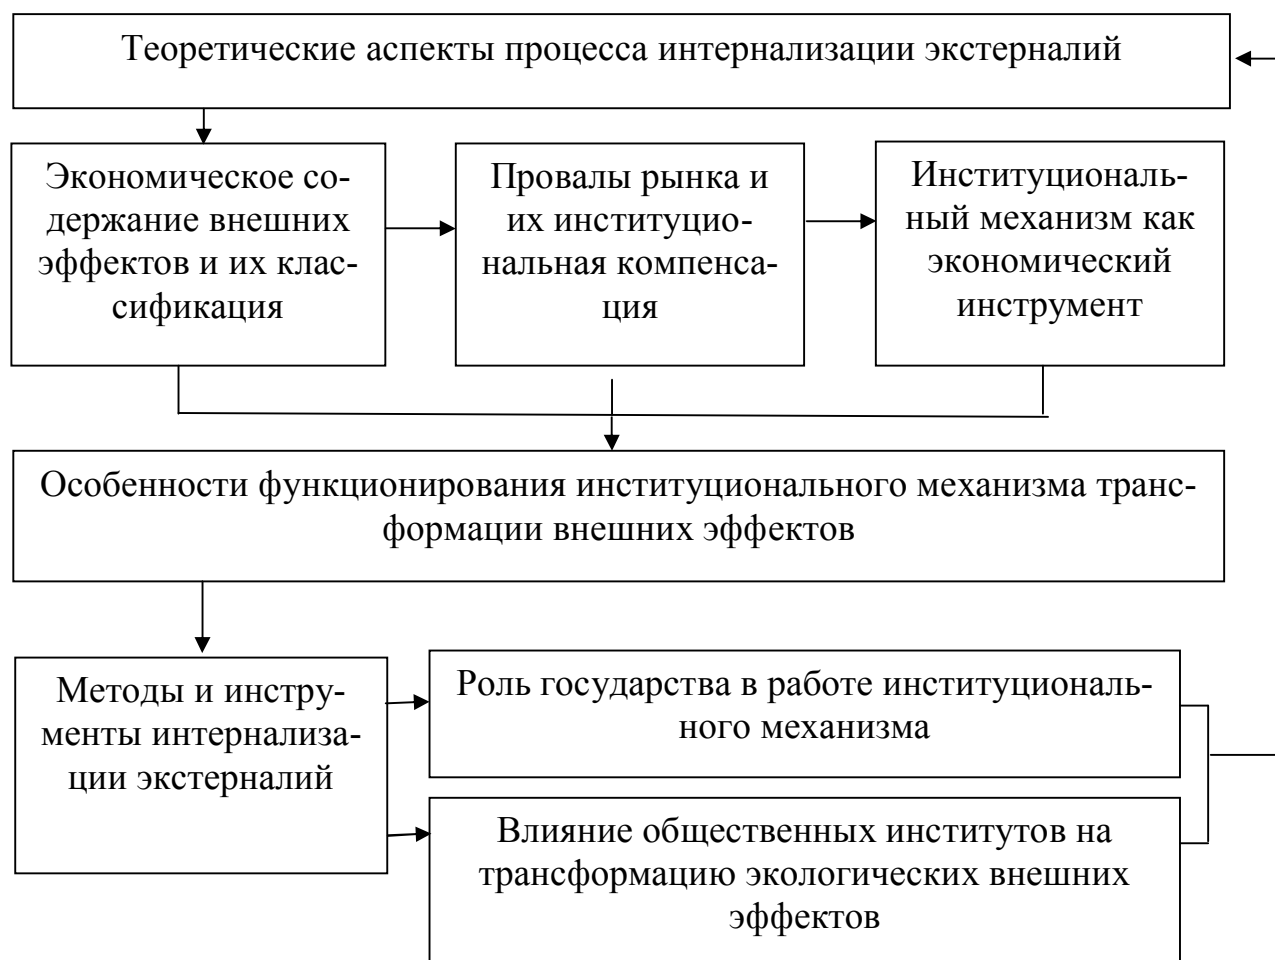 Теоретические аспекты процесса интернализации экстерналий
Экономическое со-
держание внешних
эффектов и их клас-
сификация
Провалы рынка и
их институцио-
нальная компенса-
ция
Институциональ-
ный механизм как
экономический
инструмент
Особенности функционирования институционального механизма транс-
формации внешних эффектов
Методы и инстру-
менты интернализа-
ции экстерналий
Роль государства в работе институциональ-
ного механизма
Влияние общественных институтов на
трансформацию экологических внешних
эффектов